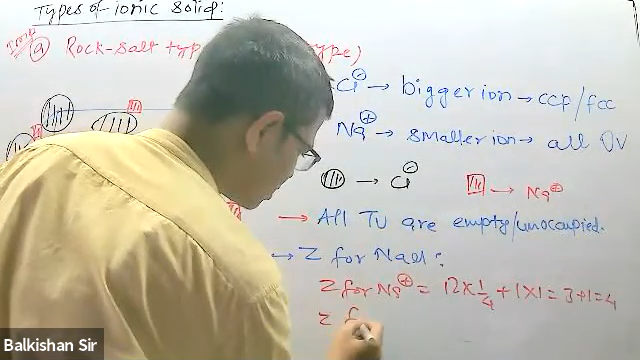 Types of ionic solid:
(a) Rock-salt typ type)
Cl⊖ → bigger ion → ccp/fcc
Na⊕ → smaller ion → all OV
→ Cl⊖ → Na⊕
→ All TV are empty/unoccupied.
→ Z for NaCl:
Z for Na⊕ = 12×1/4 + 1×1 = 3+1=4
Z f
Balkishan Sir